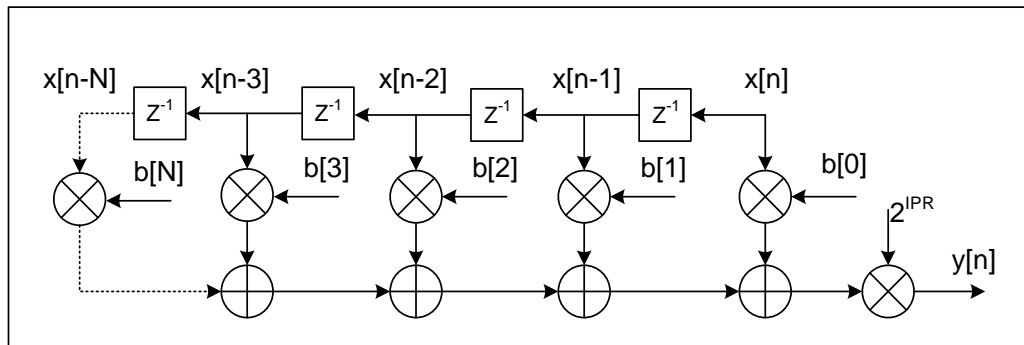 x[n-N] x[n-3] x[n-2] x[n-1] x[n]
Z⁻¹ Z⁻¹ Z⁻¹ Z⁻¹
b[N] b[3] b[2] b[1] b[0]
2ᴵᴾᴿ
y[n]